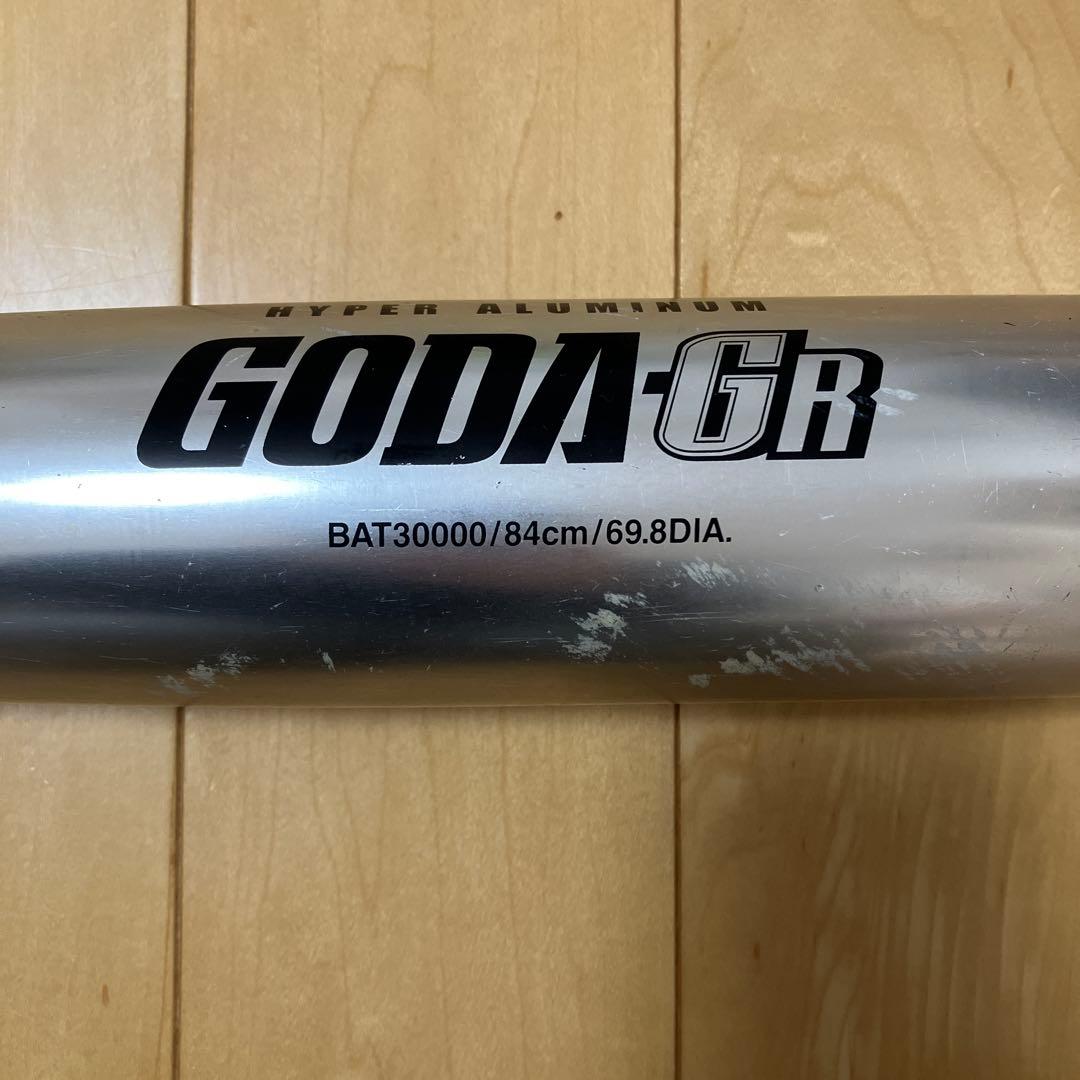 HYPER ALUMINUM
GODA-GR
BAT30000/84cm/69.8DIA.